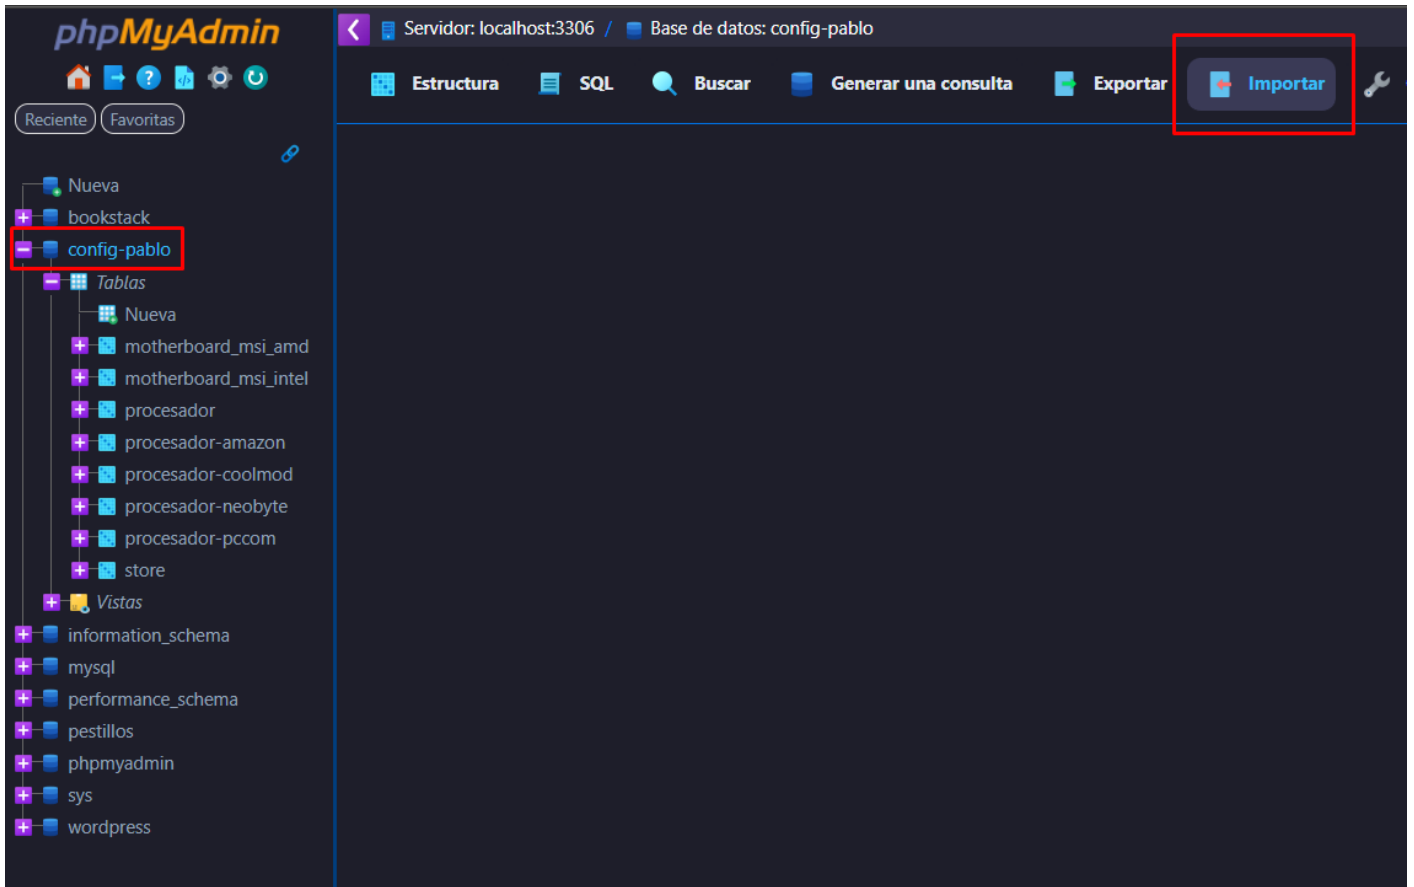 phpMyAdmin
Reciente Favoritas
Nueva
bookstack
config-pablo
Tablas
Nueva
motherboard_msi_amd
motherboard_msi_intel
procesador
procesador-amazon
procesador-coolmod
procesador-neobyte
procesador-pccom
store
Vistas
information_schema
mysql
performance_schema
pestillos
phpmyadmin
sys
wordpress
Servidor: localhost:3306 / Base de datos: config-pablo
Estructura SQL Buscar Generar una consulta Exportar Importar